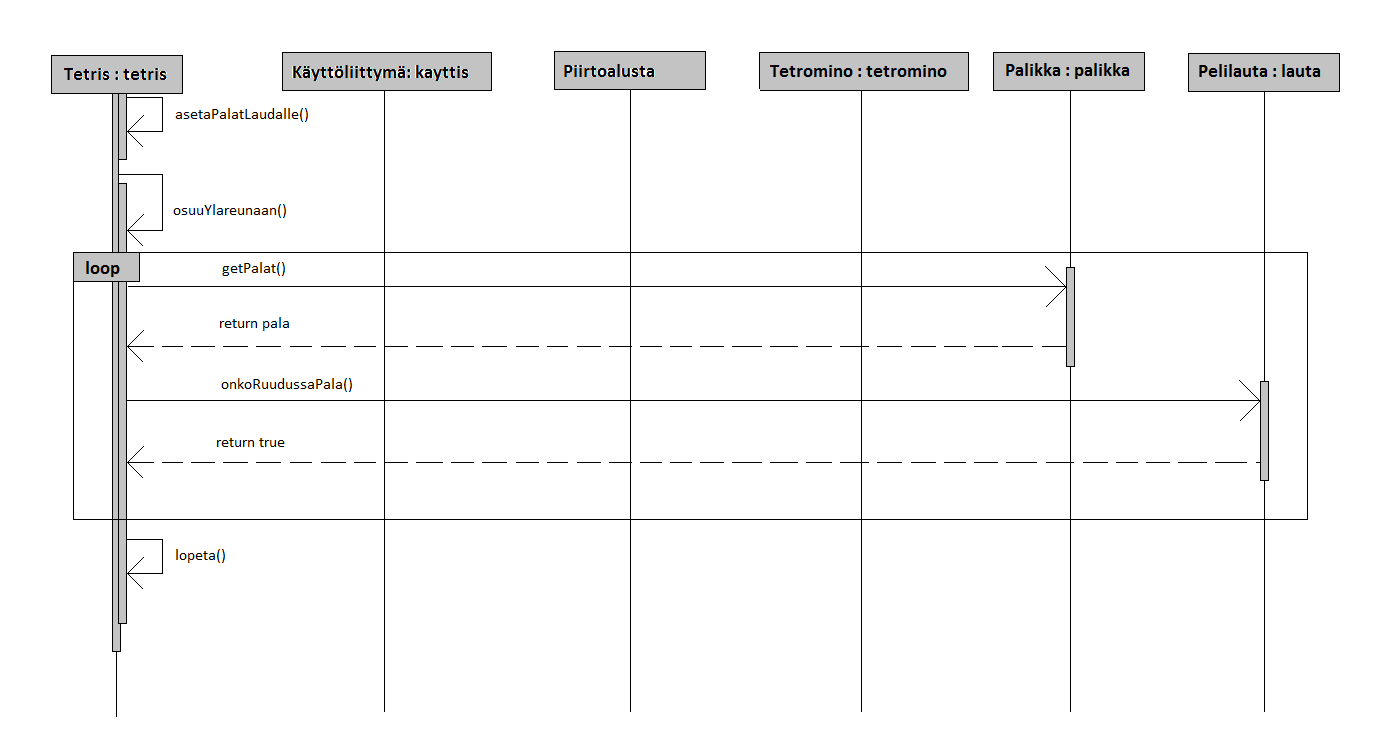 Tetris : tetris
Käyttöliittymä: kayttis
Piirtoalusta
Tetromino : tetromino
Palikka : palikka
Pelilauta : lauta
asetaPalatLaudalle()
osuuYlareunaan()
loop
getPalat()
return pala
onkoRuudussaPala()
return true
lopeta()